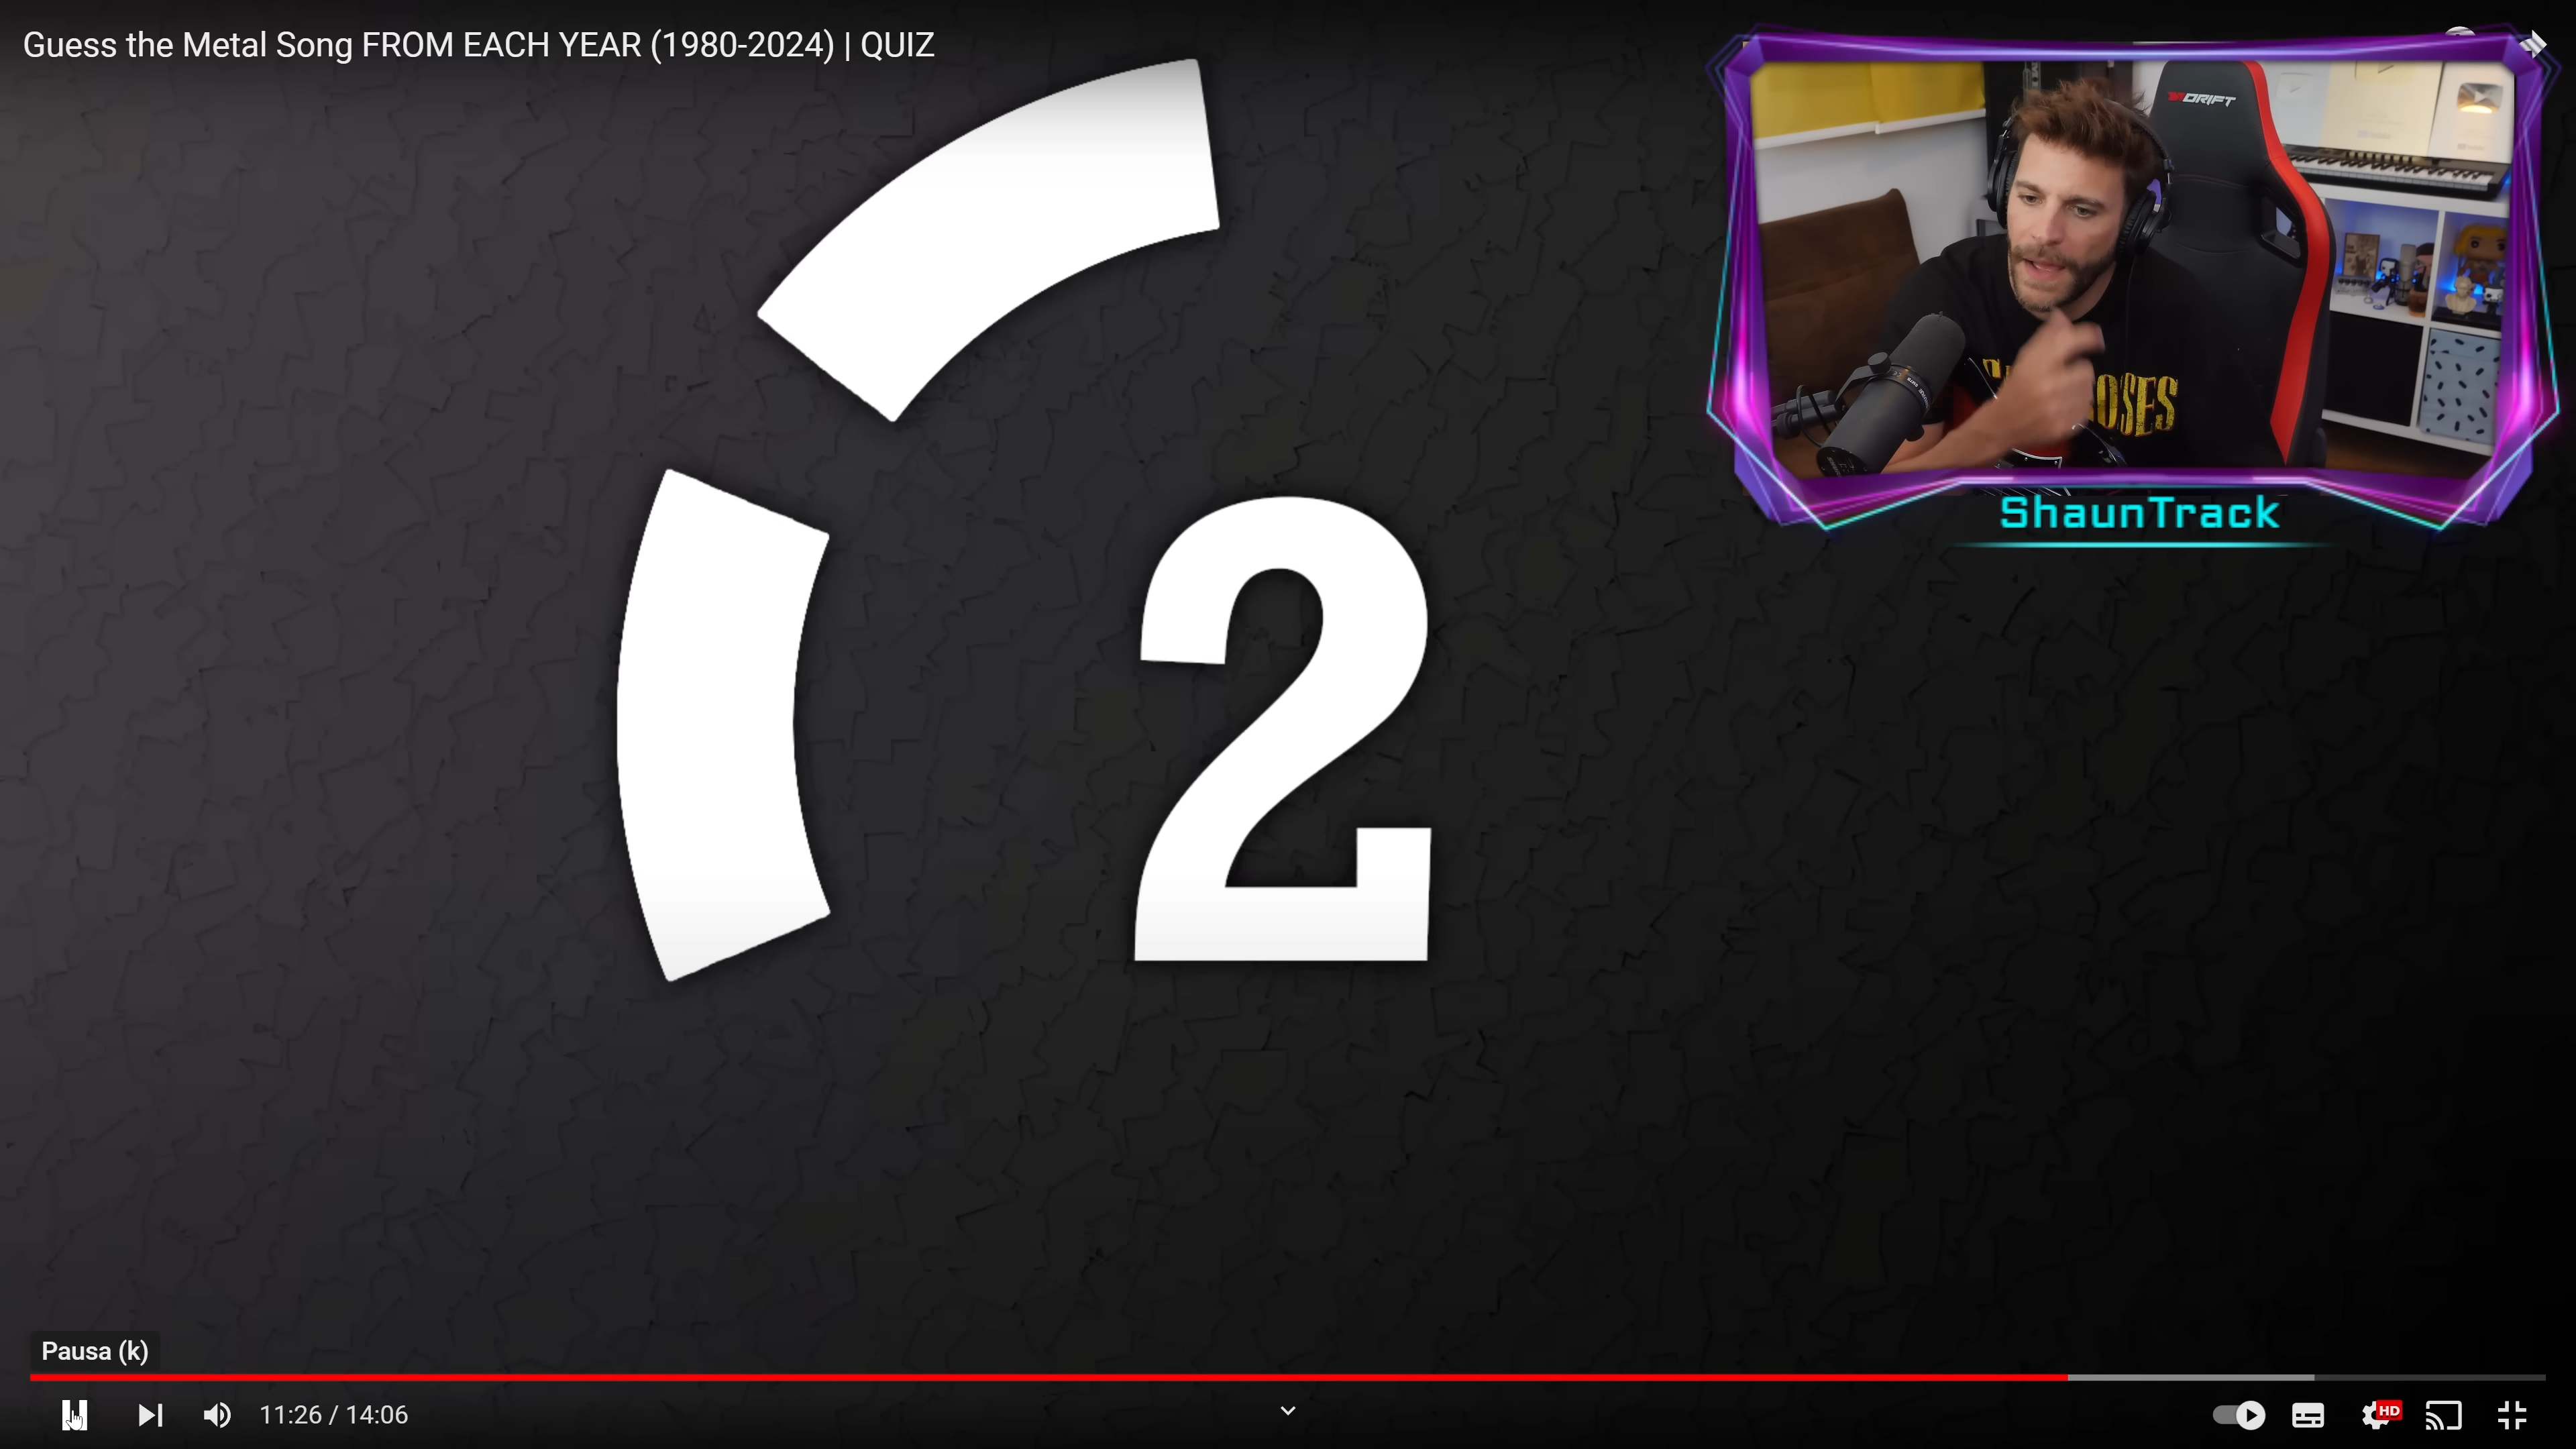 Guess the Metal Song FROM EACH YEAR (1980-2024) | QUIZ
DRIFT
OSES
ShaunTrack
2
Pausa (k)
11:26 / 14:06
HD